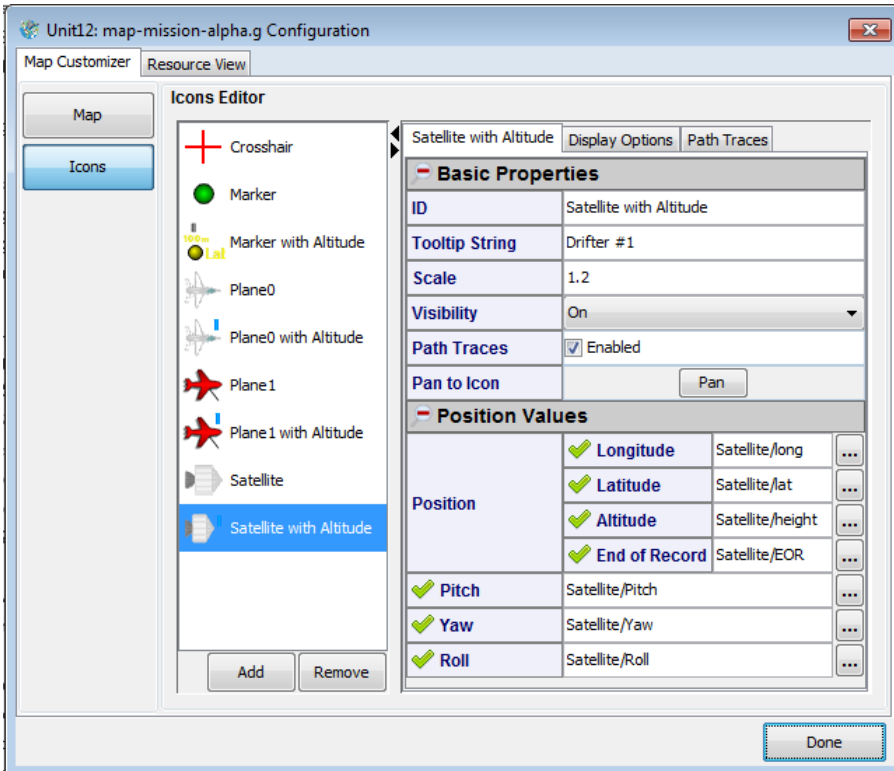 Unit12: map-mission-alpha.g Configuration
Map Customizer Resource View
Map
Icons
Icons Editor
Crosshair
Marker
100m
Lal
Marker with Altitude
Plane0
Plane0 with Altitude
Plane1
Plane1 with Altitude
Satellite
Satellite with Altitude
Add Remove
Satellite with Altitude Display Options Path Traces
Basic Properties
ID Satellite with Altitude
Tooltip String Drifter #1
Scale 1.2
Visibility On
Path Traces Enabled
Pan to Icon Pan
Position Values
Position
Longitude Satellite/long ...
Latitude Satellite/lat ...
Altitude Satellite/height ...
End of Record Satellite/EOR ...
Pitch Satellite/Pitch ...
Yaw Satellite/Yaw ...
Roll Satellite/Roll ...
Done